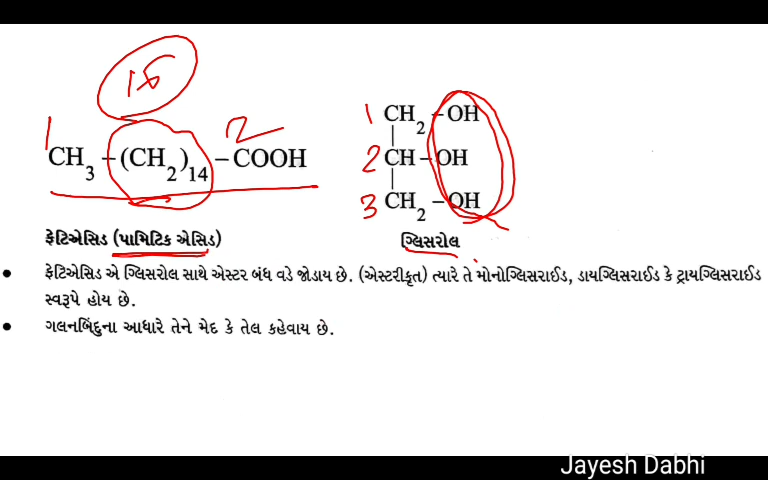 16
1 2
CH3 – (CH2)14 – COOH
1 CH2 – OH
2 CH – OH
3 CH2 – OH
ફેટિએસિડ (પામિટિક એસિડ)
ગ્લિસરોલ
• ફેટિએસિડ એ ગ્લિસરોલ સાથે એસ્ટર બંધ વડે જોડાય છે. (એસ્ટરીકૃત) ત્યારે તે મોનોગ્લિસરાઈડ, ડાયગ્લિસરાઈડ કે ટ્રાયગ્લિસરાઈડ
સ્વરૂપે હોય છે.
• ગલનબિંદુના આધારે તેને મેદ કે તેલ કહેવાય છે.
Jayesh Dabhi